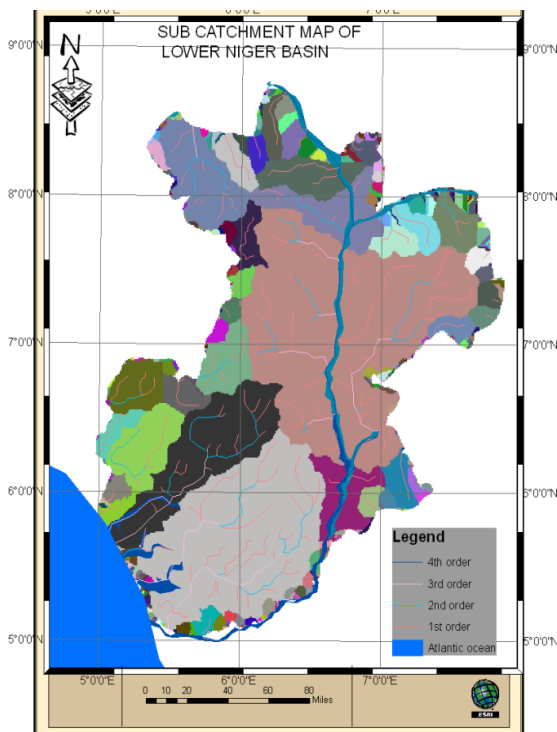 SUB CATCHMENT MAP OF
LOWER NIGER BASIN
N
9°0'0"N
8°0'0"N
7°0'0"N
6°0'0"N
5°0'0"N
9°0'0"N
8°0'0"N
7°0'0"N
6°0'0"N
5°0'0"N
Legend
4th order
3rd order
2nd order
1st order
Atlantic ocean
5°0'0"E 6°0'0"E 7°0'0"E
0 10 20 40 60 80
Miles
ESRI